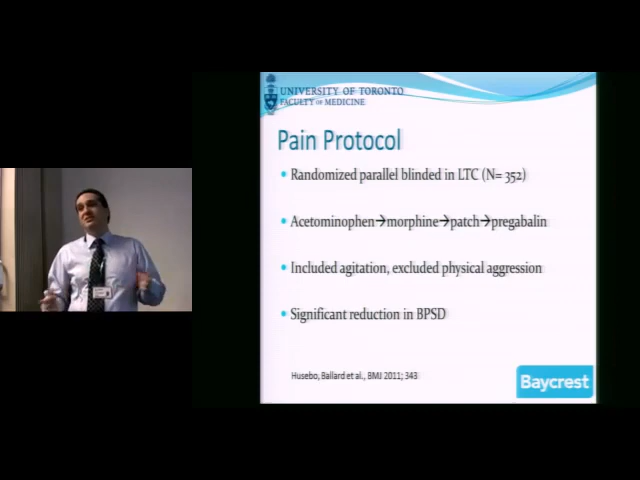 UNIVERSITY OF TORONTO
FACULTY OF MEDICINE
Pain Protocol
• Randomized parallel blinded in LTC (N= 352)
• Acetominophen→morphine→patch→pregabalin
• Included agitation, excluded physical aggression
• Significant reduction in BPSD
Husebo, Ballard et al., BMJ 2011; 343
Baycrest